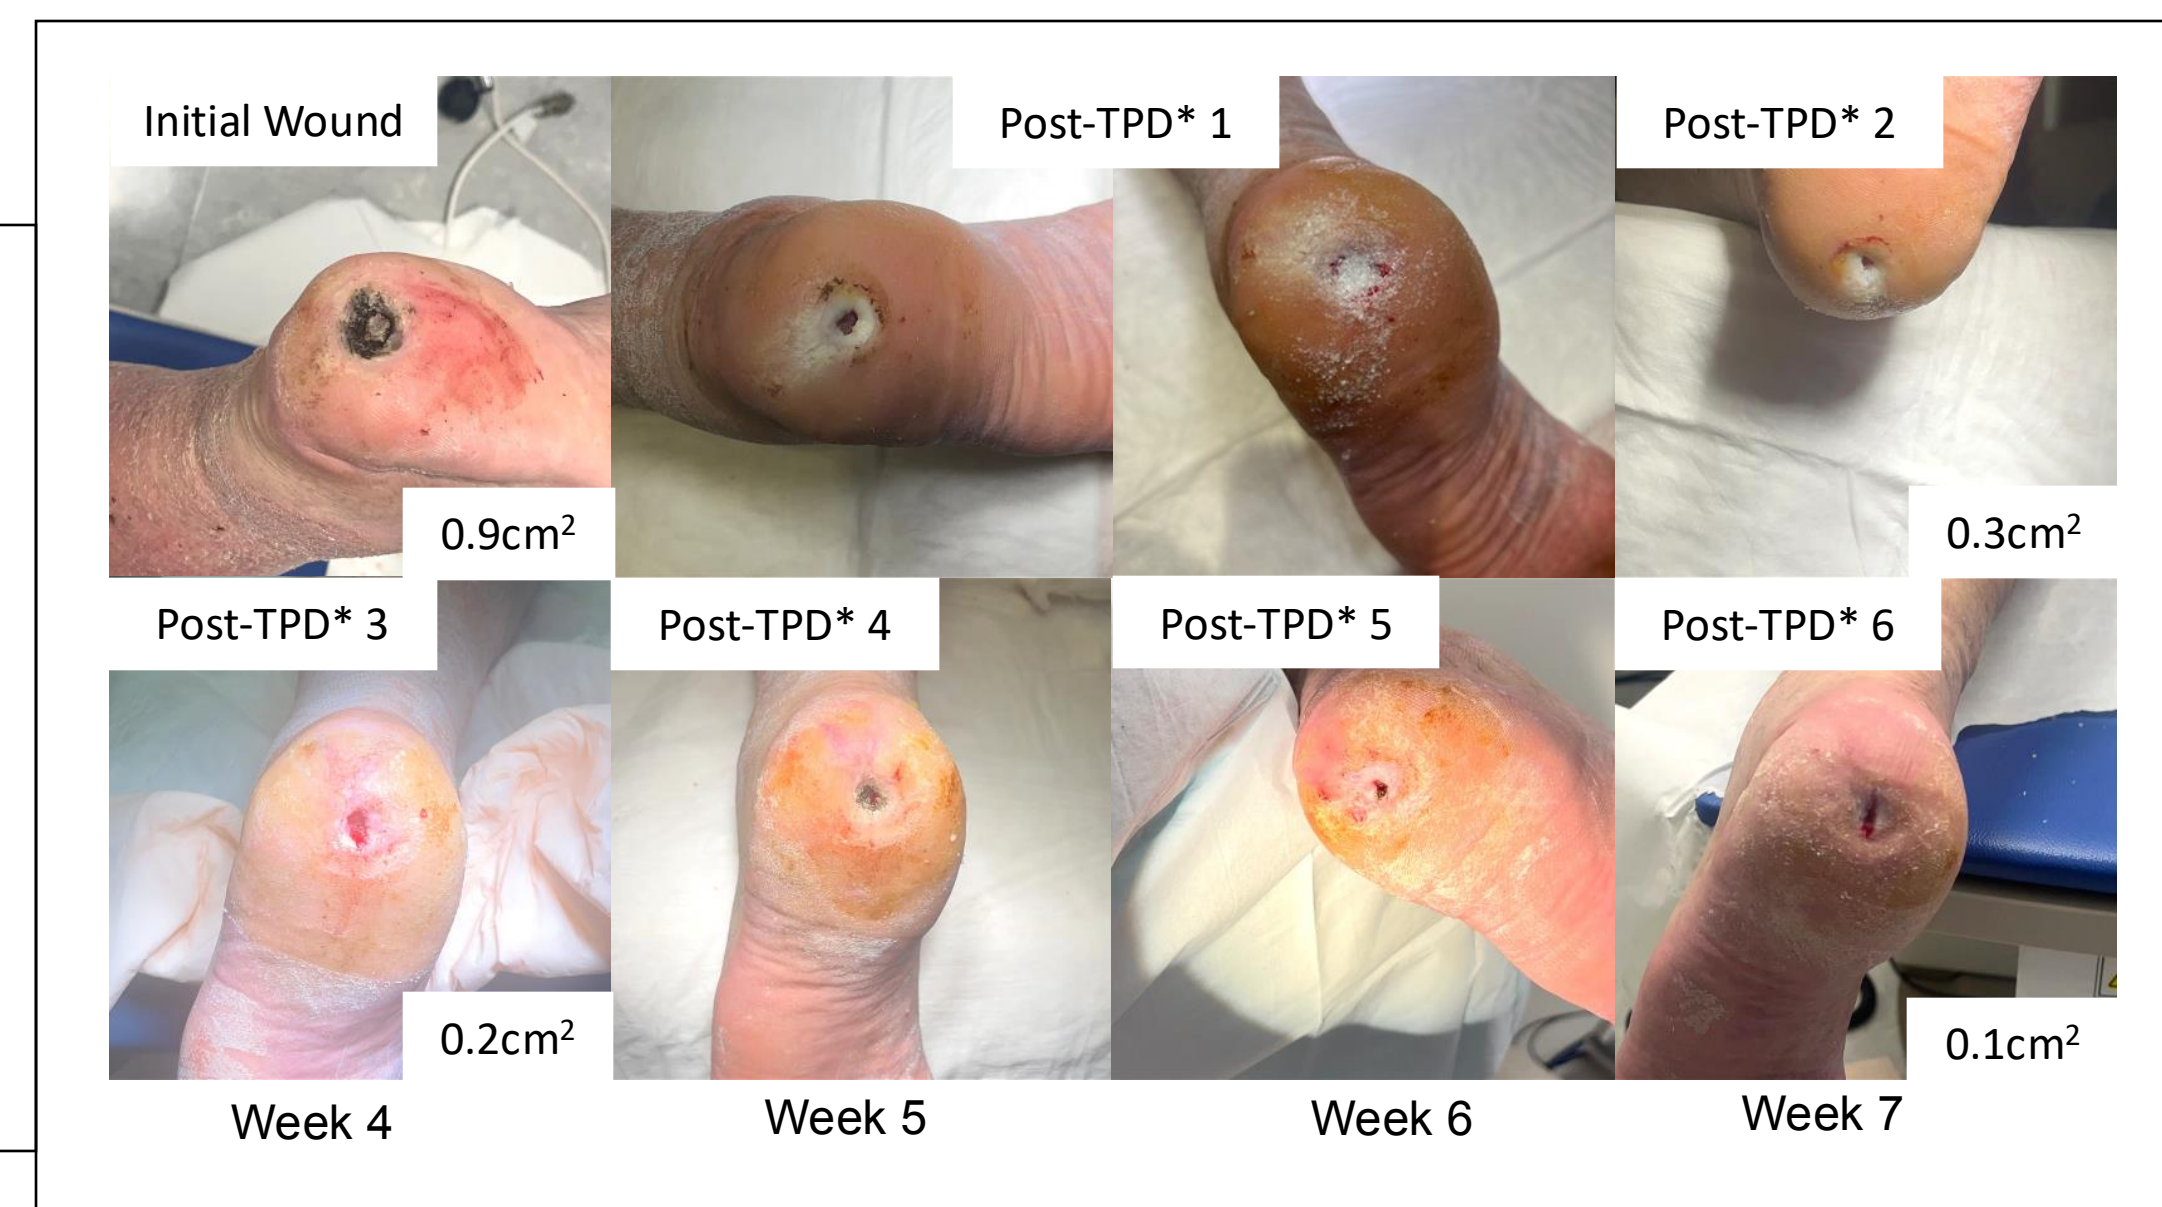 Initial Wound
Post-TPD* 1
Post-TPD* 2
0.9cm²
0.3cm²
Post-TPD* 3
Post-TPD* 4
Post-TPD* 5
Post-TPD* 6
0.2cm²
0.1cm²
Week 4
Week 5
Week 6
Week 7